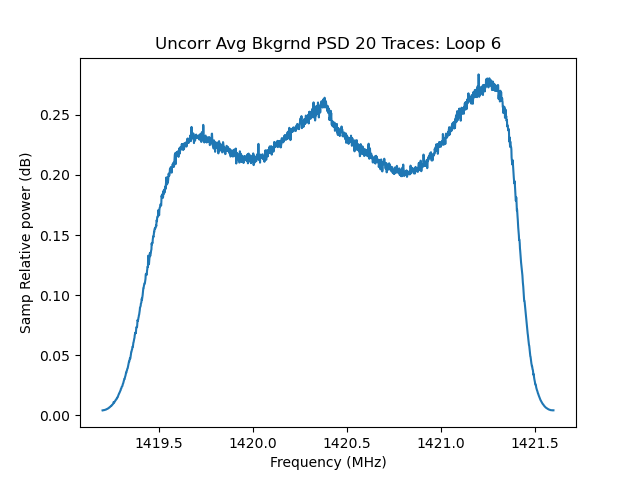 Uncorr Avg Bkgrnd PSD 20 Traces: Loop 6
Samp Relative power (dB)
0.25
0.20
0.15
0.10
0.05
0.00
1419.5 1420.0 1420.5 1421.0 1421.5
Frequency (MHz)